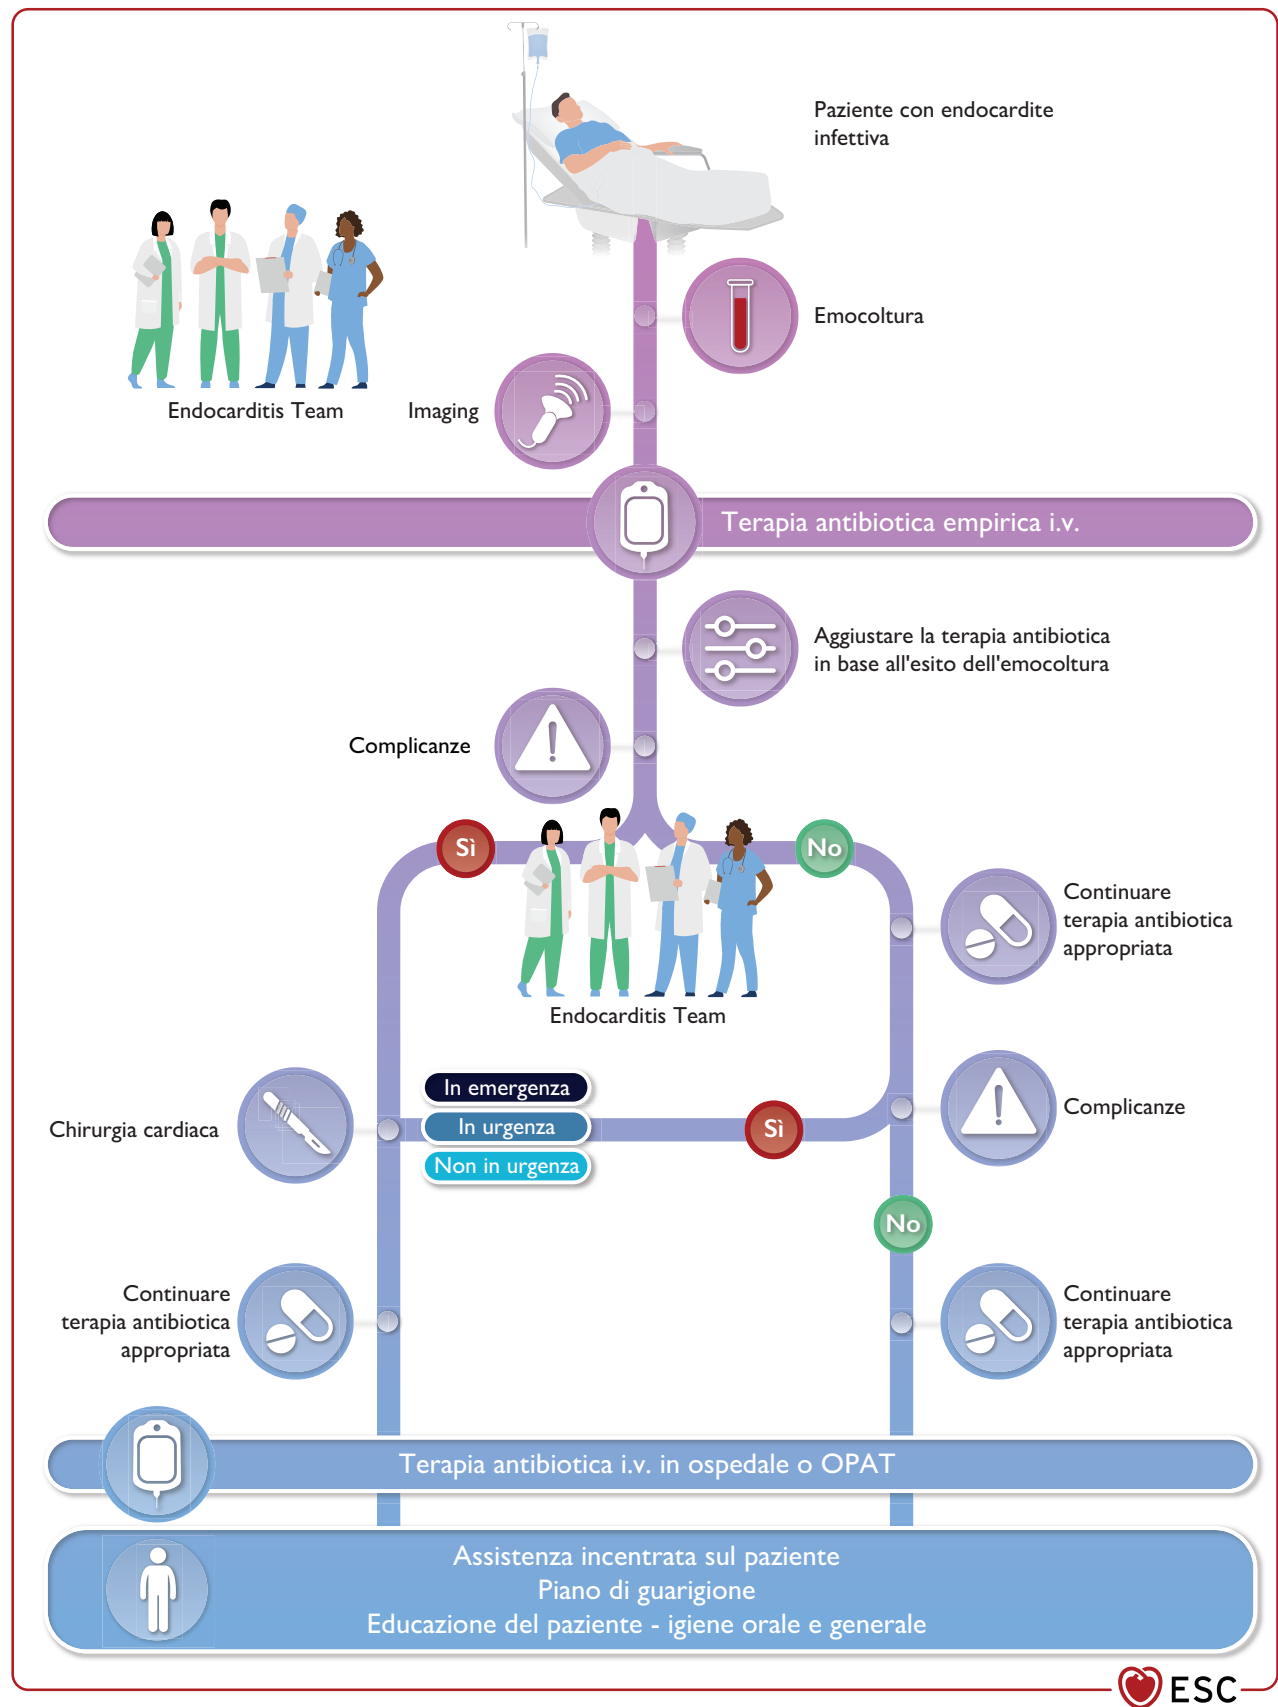 Paziente con endocardite
infettiva
Emocoltura
Endocarditis Team
Imaging
Terapia antibiotica empirica i.v.
Aggiustare la terapia antibiotica
in base all'esito dell'emocoltura
Complicanze
Sì
No
Continuare
terapia antibiotica
appropriata
Endocarditis Team
In emergenza
In urgenza
Non in urgenza
Chirurgia cardiaca
Sì
Complicanze
No
Continuare
terapia antibiotica
appropriata
Continuare
terapia antibiotica
appropriata
Terapia antibiotica i.v. in ospedale o OPAT
Assistenza incentrata sul paziente
Piano di guarigione
Educazione del paziente - igiene orale e generale
ESC